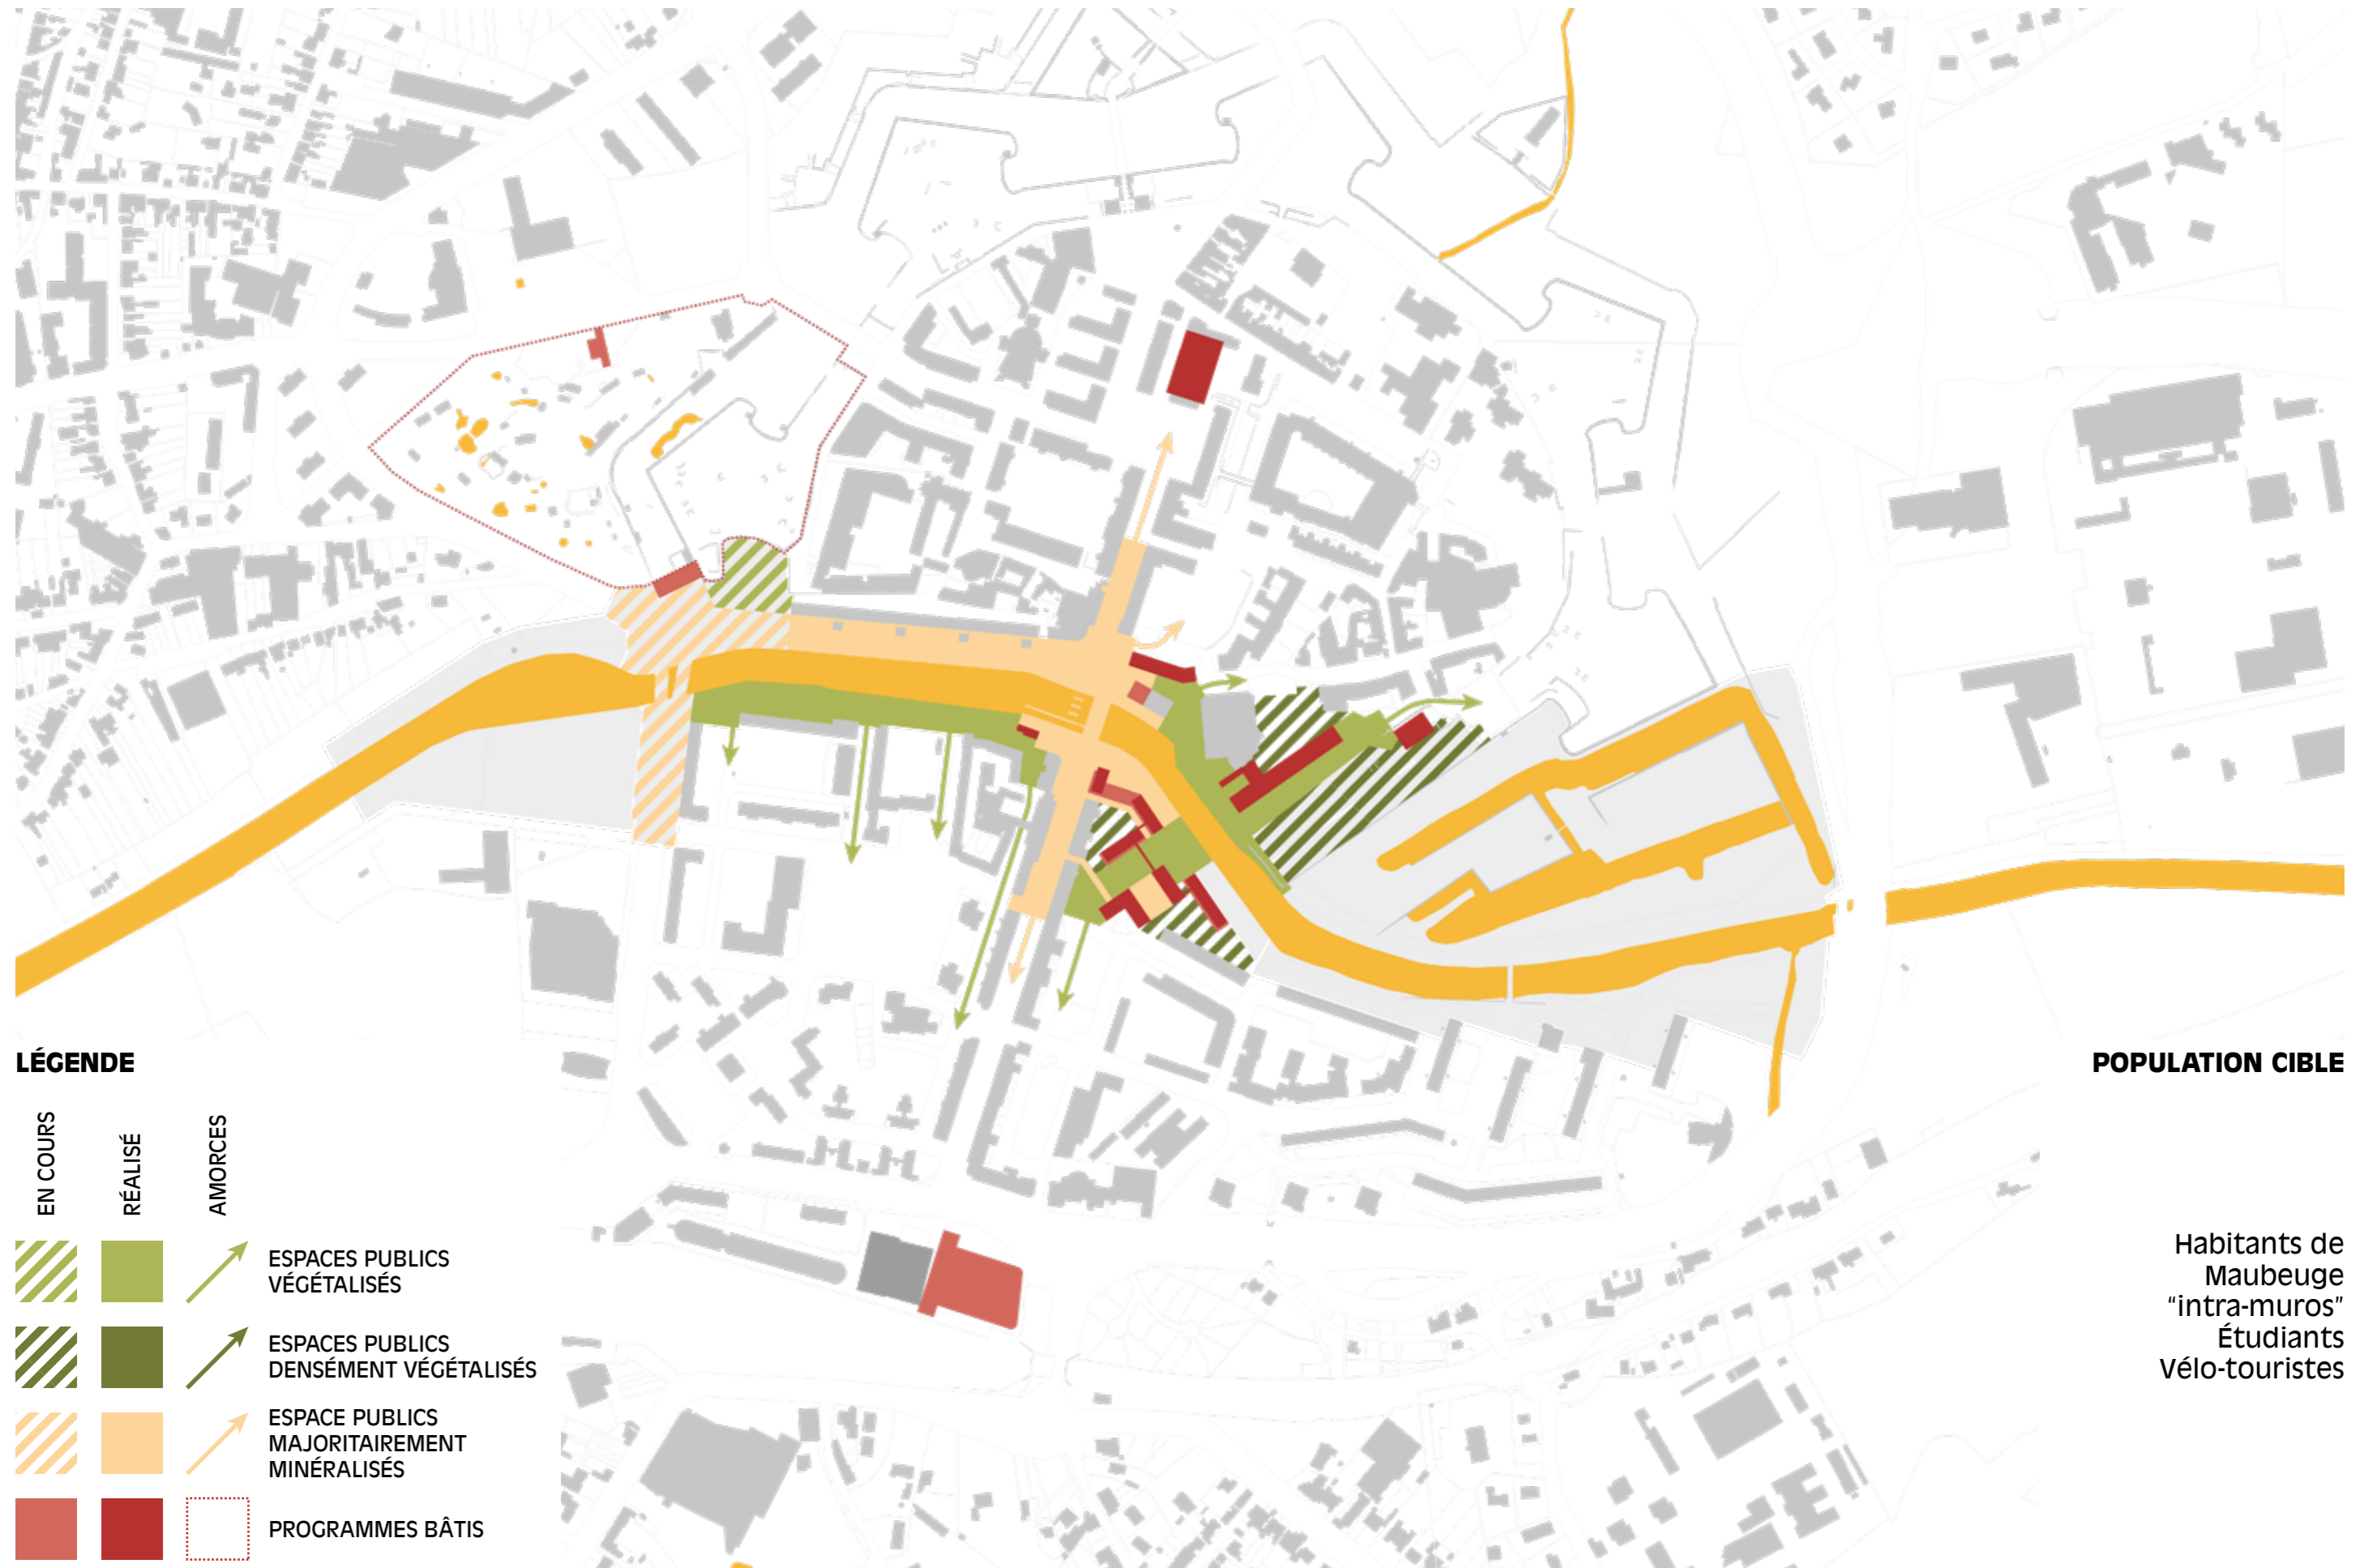 LÉGENDE
EN COURS
RÉALISÉ
AMORCES
ESPACES PUBLICS
VÉGÉTALISÉS
ESPACES PUBLICS
DENSÉMENT VÉGÉTALISÉS
ESPACE PUBLICS
MAJORITAIREMENT
MINÉRALISÉS
PROGRAMMES BÂTIS
POPULATION CIBLE
Habitants de
Maubeuge
“intra-muros”
Étudiants
Vélo-touristes